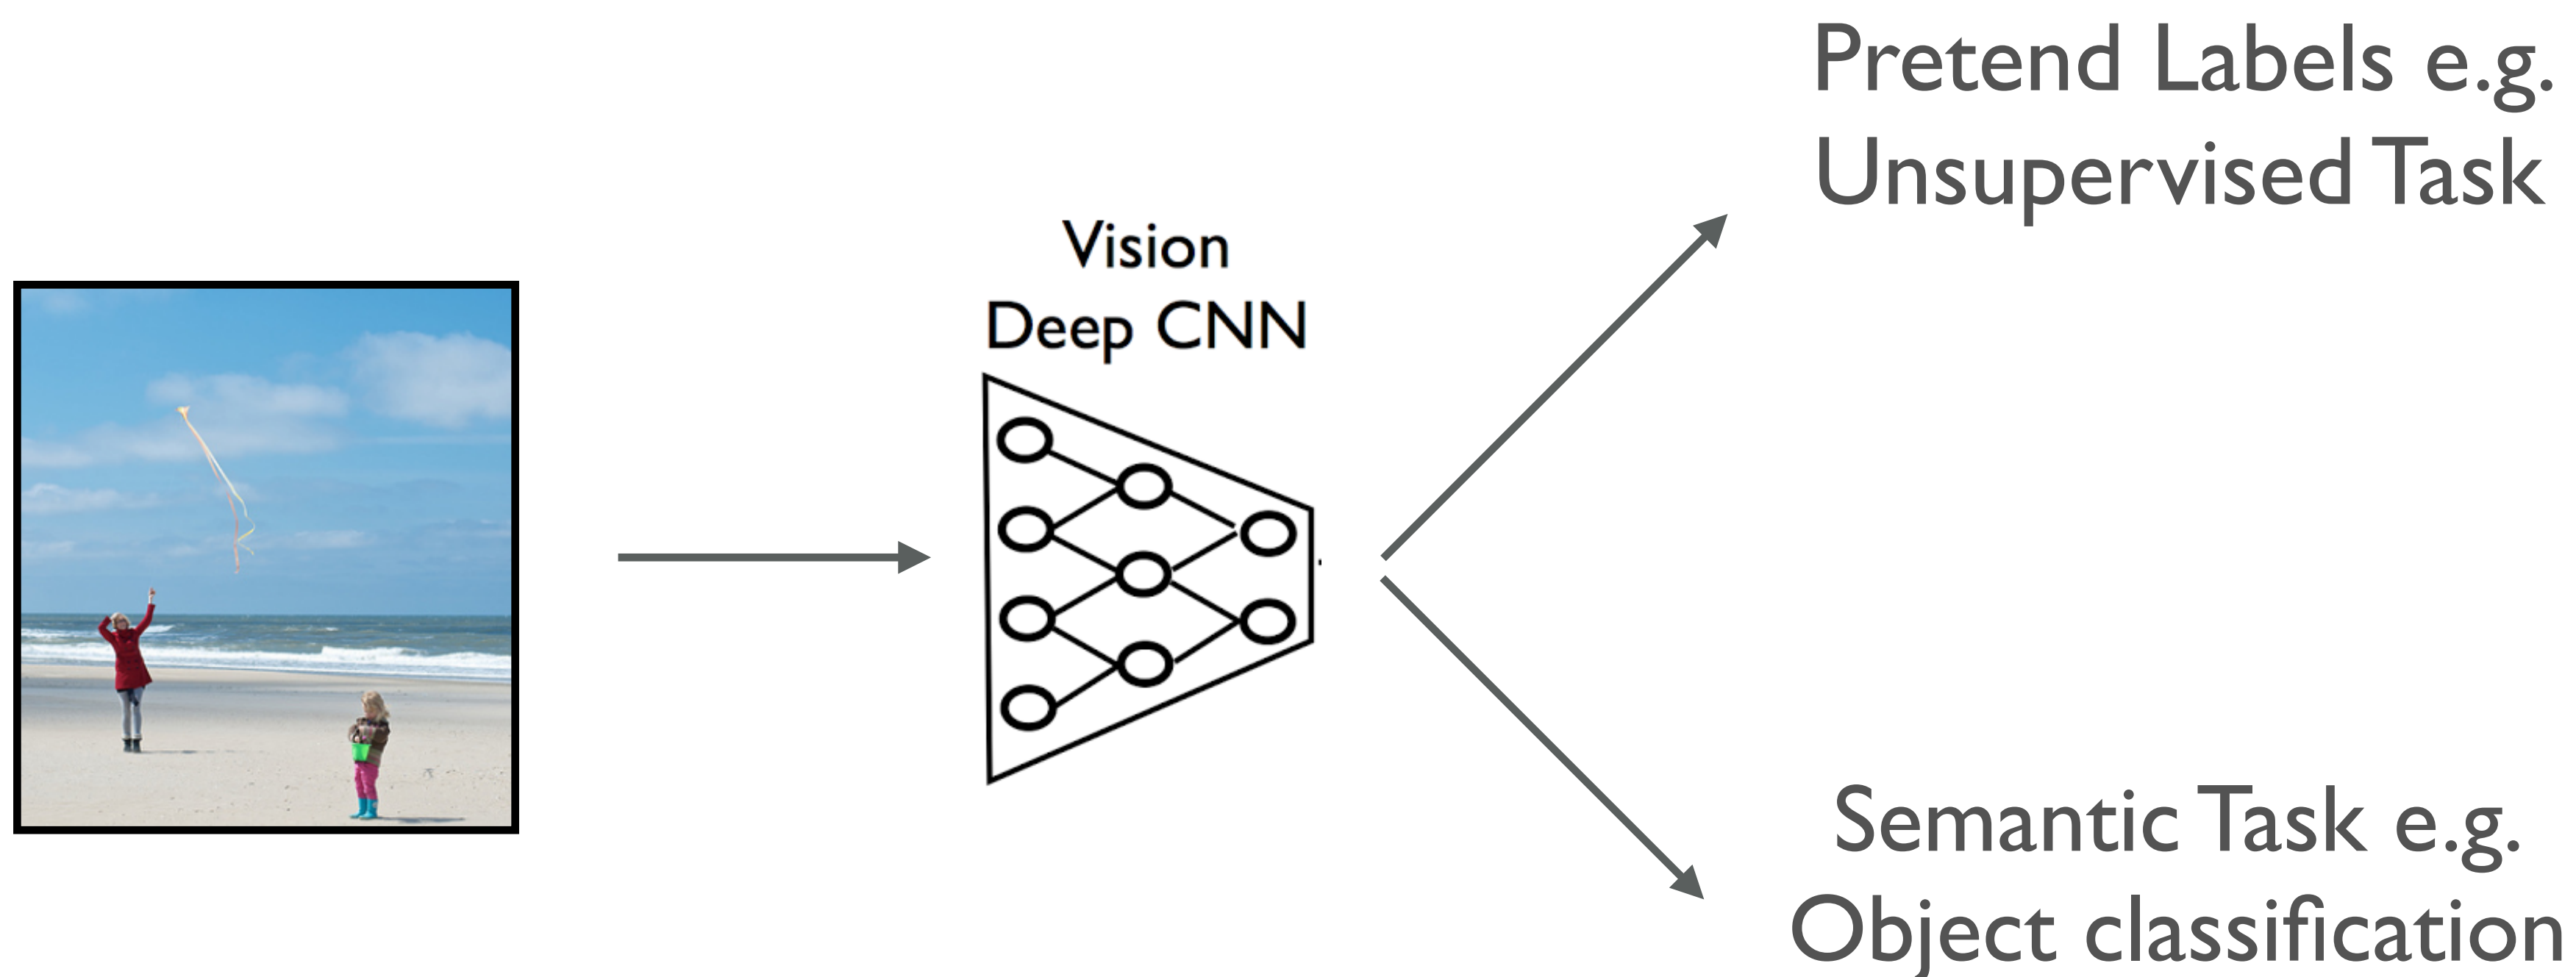 Pretend Labels e.g.
Unsupervised Task
Vision
Deep CNN
Semantic Task e.g.
Object classification